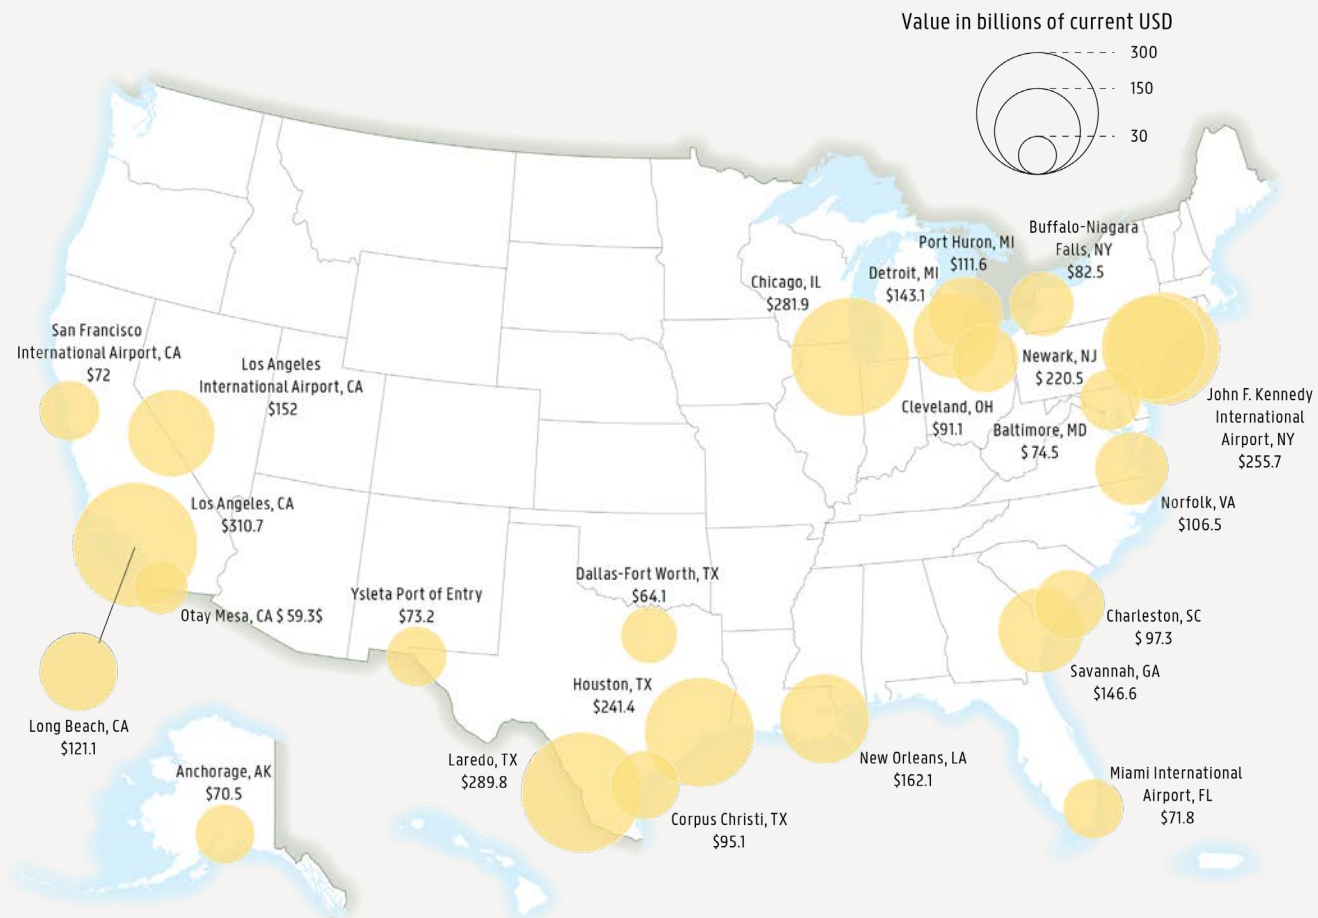 Value in billions of current USD
300
150
30
Buffalo-Niagara
Falls, NY
$82.5
Port Huron, MI
$111.6
Detroit, MI
$143.1
Chicago, IL
$281.9
San Francisco
International Airport, CA
$72
Los Angeles
International Airport, CA
$152
Newark, NJ
$ 220.5
John F. Kennedy
International
Airport, NY
$255.7
Cleveland, OH
$91.1
Baltimore, MD
$ 74.5
Los Angeles, CA
$310.7
Norfolk, VA
$106.5
Dallas-Fort Worth, TX
$64.1
Ysleta Port of Entry
$73.2
Otay Mesa, CA $ 59.3$
Charleston, SC
$ 97.3
Savannah, GA
$146.6
Houston, TX
$241.4
Long Beach, CA
$121.1
Laredo, TX
$289.8
New Orleans, LA
$162.1
Anchorage, AK
$70.5
Miami International
Airport, FL
$71.8
Corpus Christi, TX
$95.1